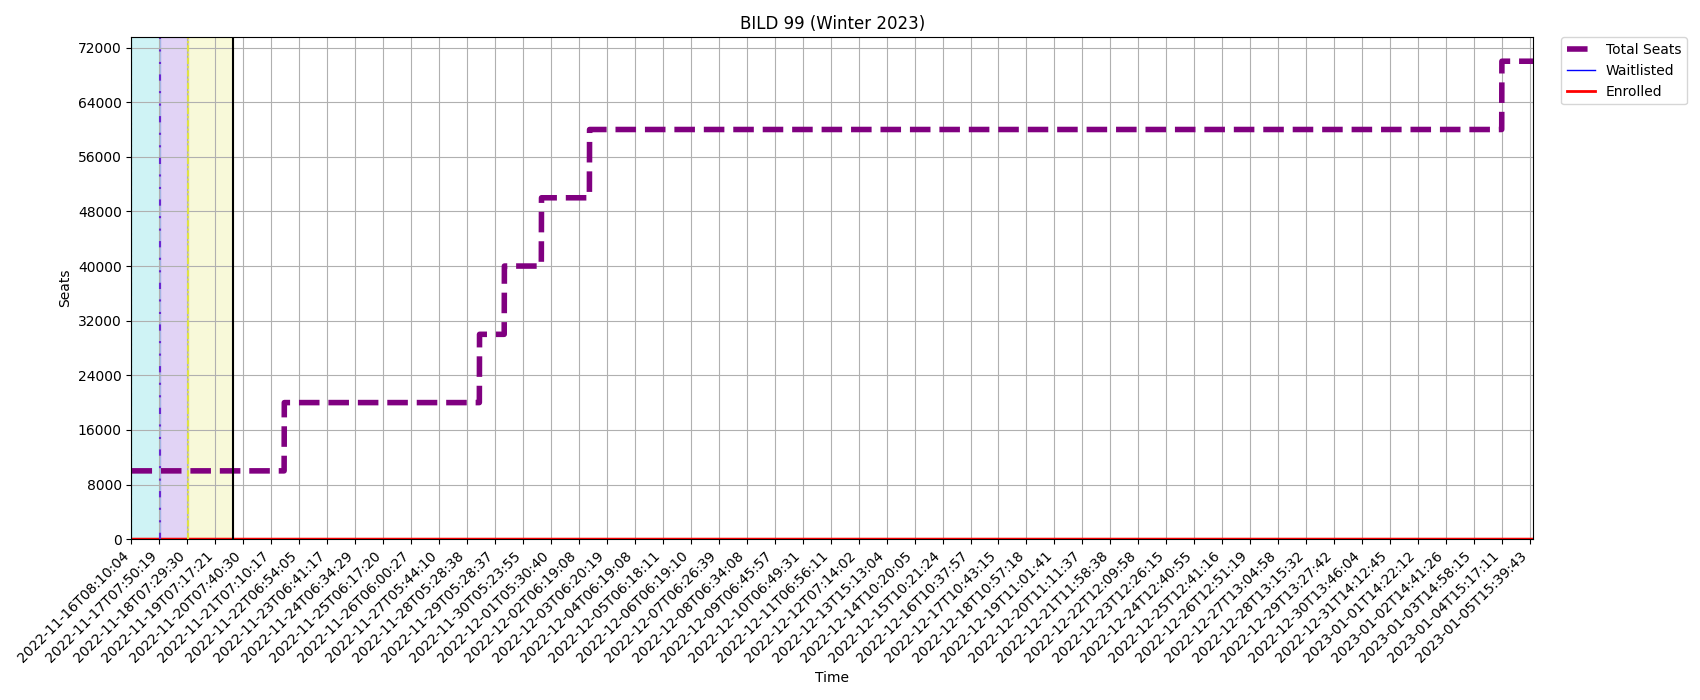 BILD 99 (Winter 2023)
Total Seats
Waitlisted
Enrolled
72000
64000
56000
48000
40000
32000
24000
16000
8000
0
Seats
2022-11-16T08:10:04
2022-11-17T07:50:19
2022-11-18T07:29:30
2022-11-19T07:17:21
2022-11-20T07:40:30
2022-11-21T07:10:17
2022-11-22T06:54:05
2022-11-23T06:41:17
2022-11-24T06:34:29
2022-11-25T06:17:20
2022-11-26T06:00:27
2022-11-27T05:44:10
2022-11-28T05:28:38
2022-11-29T05:28:37
2022-11-30T05:23:55
2022-12-01T05:30:40
2022-12-02T06:19:08
2022-12-03T06:20:19
2022-12-04T06:19:08
2022-12-05T06:18:11
2022-12-06T06:19:10
2022-12-07T06:26:39
2022-12-08T06:34:08
2022-12-09T06:45:57
2022-12-10T06:49:31
2022-12-11T06:56:11
2022-12-12T07:14:02
2022-12-13T15:13:04
2022-12-14T10:20:05
2022-12-15T10:21:24
2022-12-16T10:37:57
2022-12-17T10:43:15
2022-12-18T10:57:18
2022-12-19T11:01:41
2022-12-20T11:11:37
2022-12-21T11:58:38
2022-12-22T12:09:58
2022-12-23T12:26:15
2022-12-24T12:40:55
2022-12-25T12:41:16
2022-12-26T12:51:19
2022-12-27T13:04:58
2022-12-28T13:15:32
2022-12-29T13:27:42
2022-12-30T13:46:04
2022-12-31T14:12:45
2023-01-01T14:22:12
2023-01-02T14:41:26
2023-01-03T14:58:15
2023-01-04T15:17:11
2023-01-05T15:39:43
Time